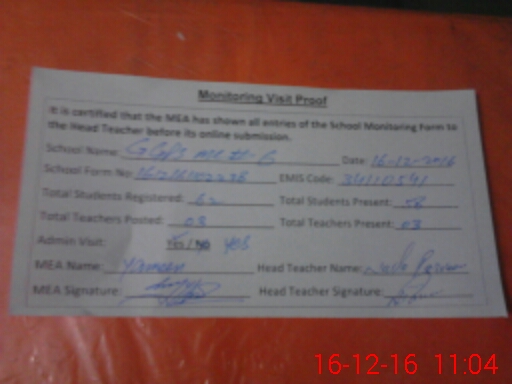 Monitoring Visit Proof
It is certified that the MEA has shown all entries of the School Monitoring Form to
the Head Teacher before its online submission.
School Name: Date: 16-12-2016
School Form No: EMIS Code: 34110541
Total Students Registered: 62 Total Students Present: 58
Total Teachers Posted: 03 Total Teachers Present: 03
Admin Visit: Yes / No yes
MEA Name: Head Teacher Name:
MEA Signature: Head Teacher Signature:
16-12-16 11:04